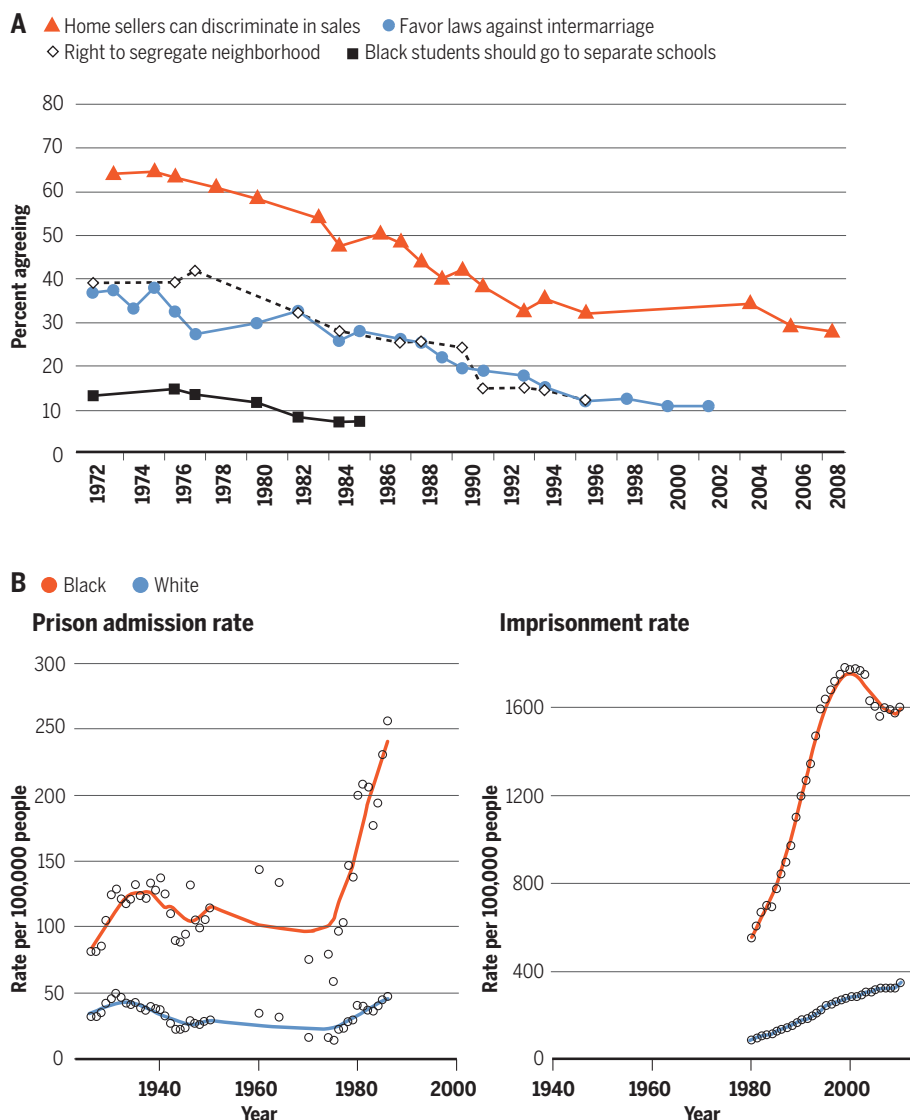 A Home sellers can discriminate in sales Favor laws against intermarriage
Right to segregate neighborhood Black students should go to separate schools
80
70
60
50
40
30
20
10
0
Percent agreeing
1972 1974 1976 1978 1980 1982 1984 1986 1988 1990 1992 1994 1996 1998 2000 2002 2004 2006 2008
B Black White
Prison admission rate
300
250
200
150
100
50
0
Rate per 100,000 people
1940 1960 1980 2000
Year
Imprisonment rate
1600
1200
800
400
0
Rate per 100,000 people
1940 1960 1980 2000
Year